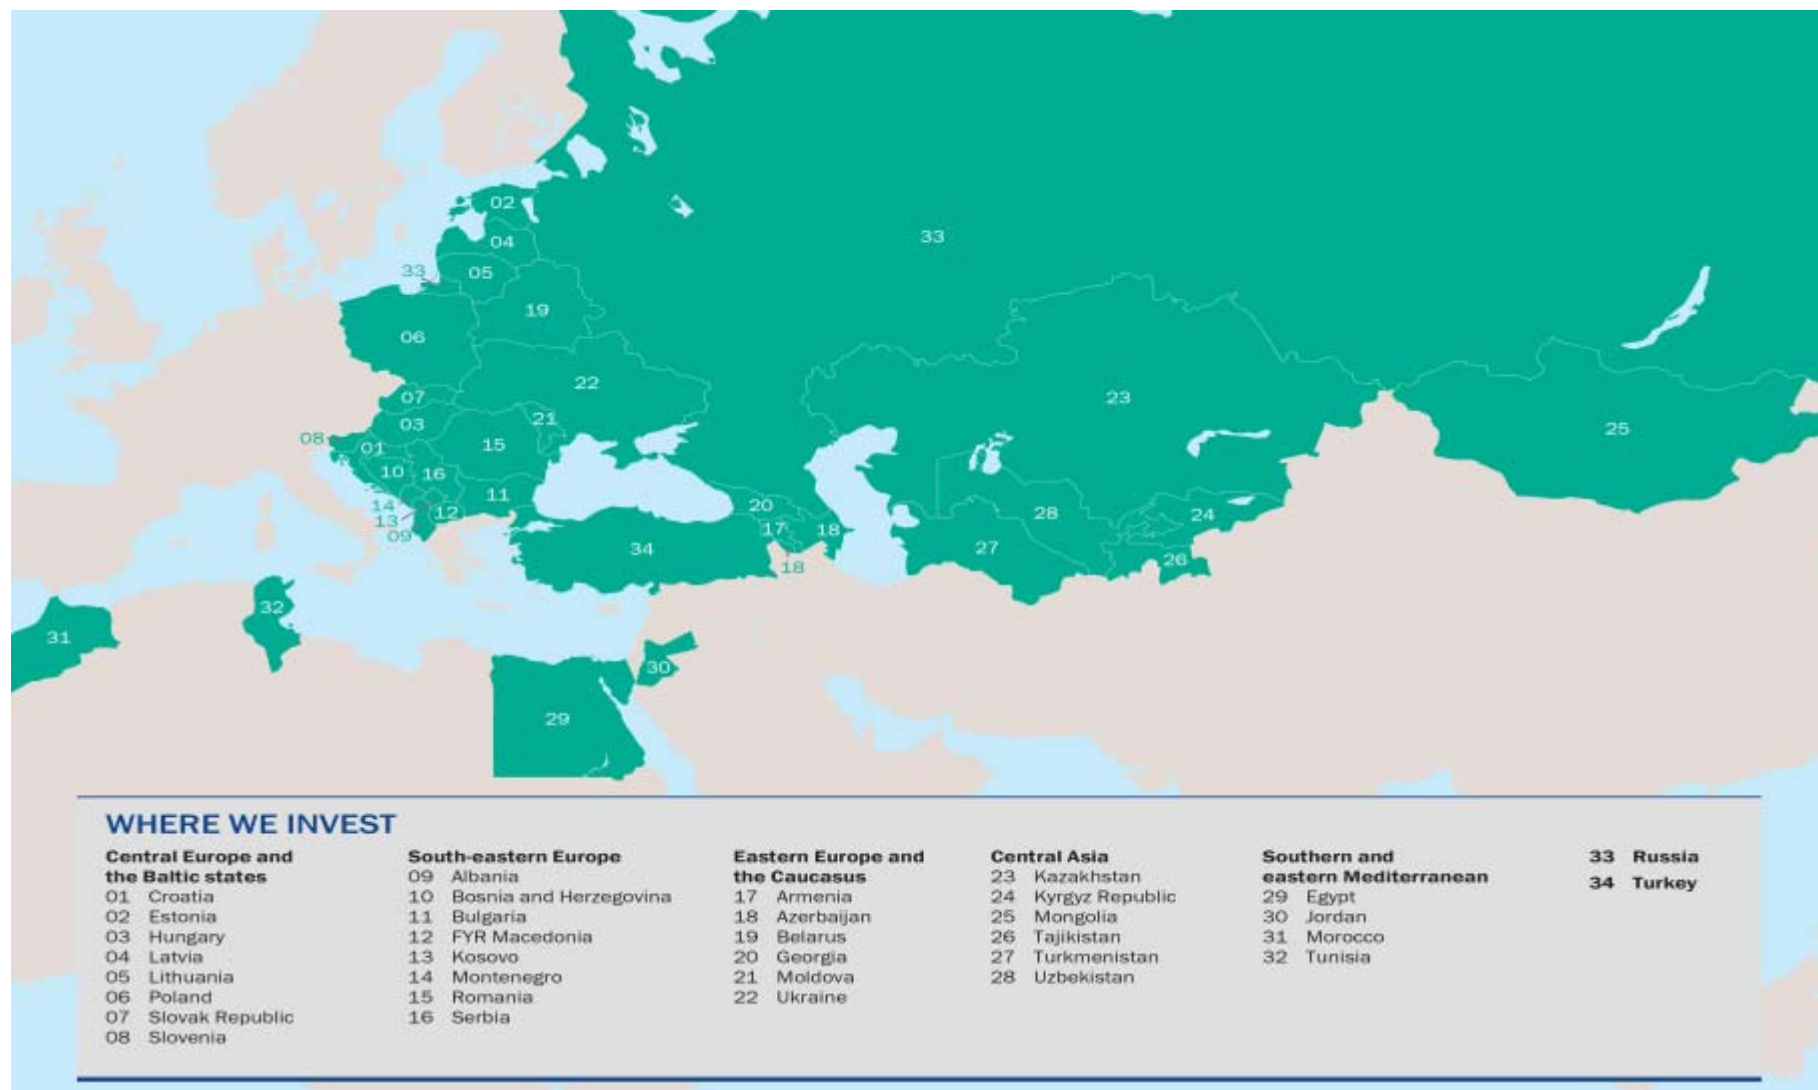 02
33
04
33
05
19
06
22
07
23
03
21
25
08
01
15
10
16
11
14
20
28
24
13
12
17
18
09
34
27
26
18
32
31
30
29
WHERE WE INVEST
Central Europe and
the Baltic states
01 Croatia
02 Estonia
03 Hungary
04 Latvia
05 Lithuania
06 Poland
07 Slovak Republic
08 Slovenia
South-eastern Europe
09 Albania
10 Bosnia and Herzegovina
11 Bulgaria
12 FYR Macedonia
13 Kosovo
14 Montenegro
15 Romania
16 Serbia
Eastern Europe and
the Caucasus
17 Armenia
18 Azerbaijan
19 Belarus
20 Georgia
21 Moldova
22 Ukraine
Central Asia
23 Kazakhstan
24 Kyrgyz Republic
25 Mongolia
26 Tajikistan
27 Turkmenistan
28 Uzbekistan
Southern and
eastern Mediterranean
29 Egypt
30 Jordan
31 Morocco
32 Tunisia
33 Russia
34 Turkey